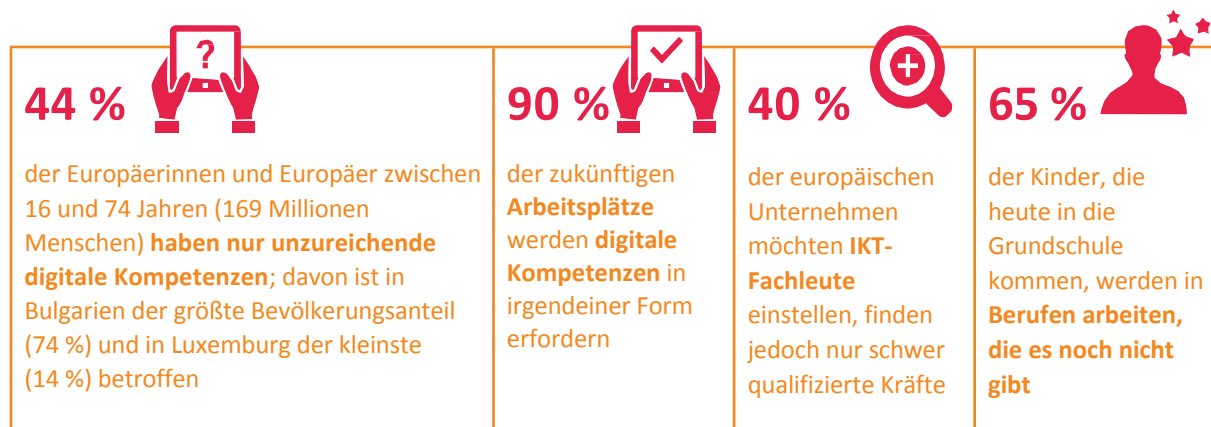 ?
44 %
der Europäerinnen und Europäer zwischen
16 und 74 Jahren (169 Millionen
Menschen) haben nur unzureichende
digitale Kompetenzen; davon ist in
Bulgarien der größte Bevölkerungsanteil
(74 %) und in Luxemburg der kleinste
(14 %) betroffen
90 %
der zukünftigen
Arbeitsplätze
werden digitale
Kompetenzen in
irgendeiner Form
erfordern
40 %
der europäischen
Unternehmen
möchten IKT-
Fachleute
einstellen, finden
jedoch nur schwer
qualifizierte Kräfte
65 %
der Kinder, die
heute in die
Grundschule
kommen, werden in
Berufen arbeiten,
die es noch nicht
gibt